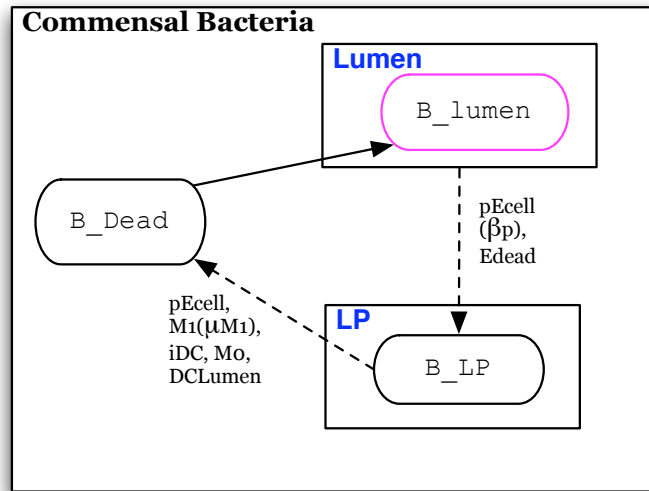 Commensal Bacteria
Lumen
B_lumen
B_Dead
pEcell
(βp),
Edead
pEcell,
M1(μM1),
iDC, M0,
DCLumen
LP
B_LP